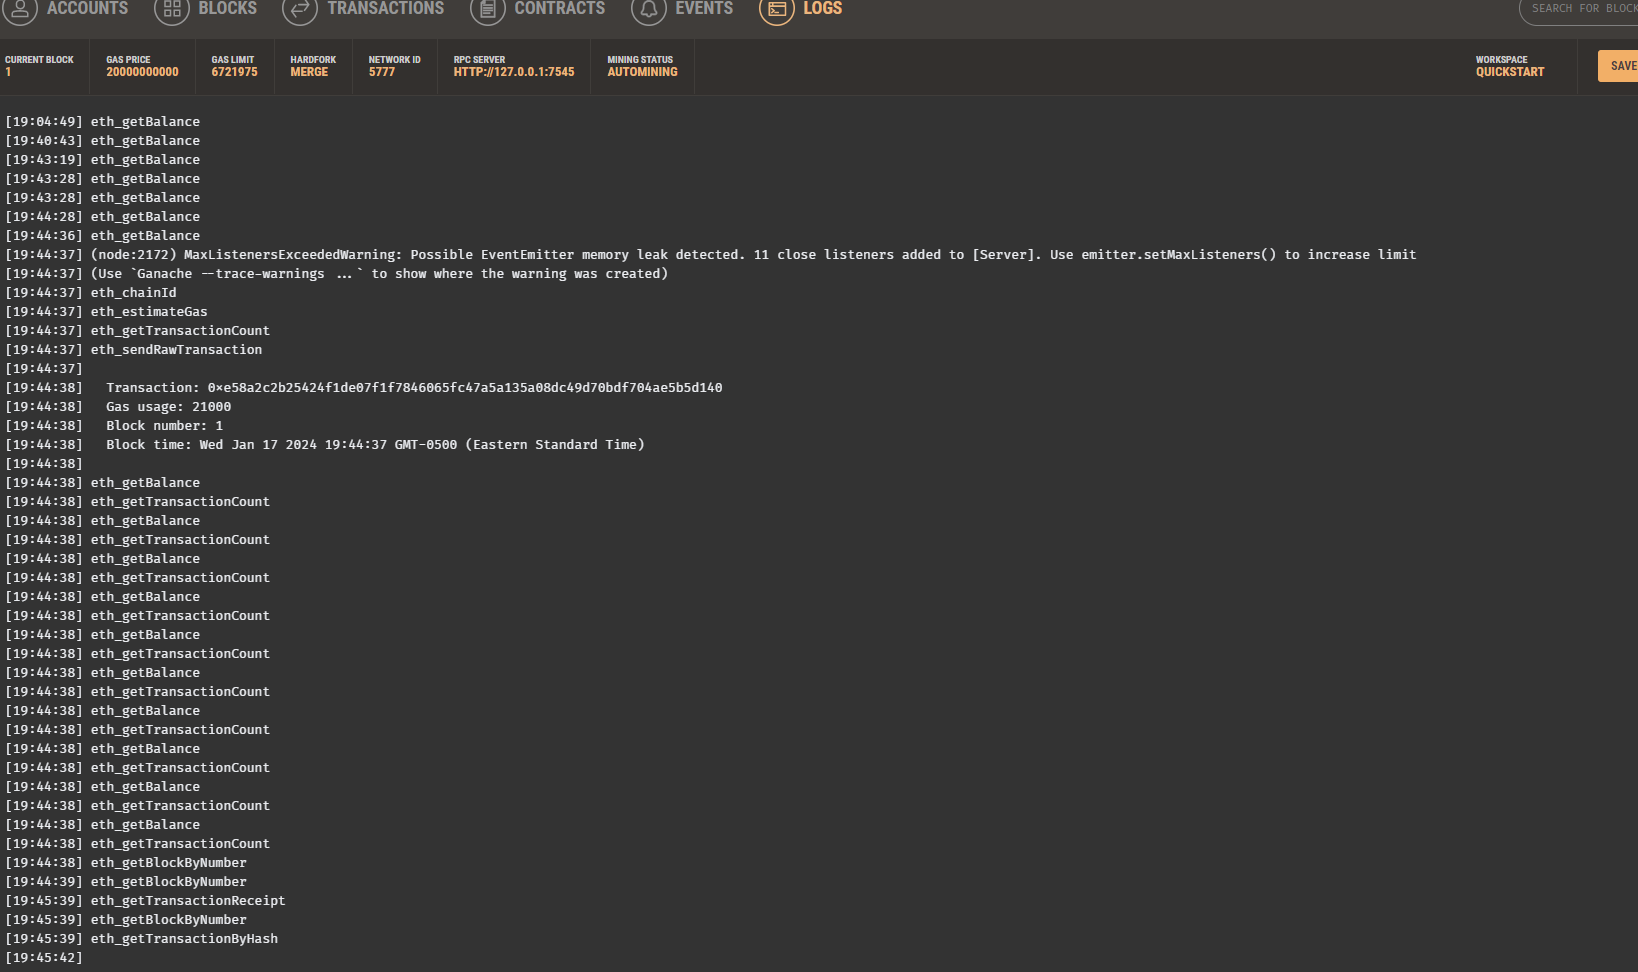 ACCOUNTS BLOCKS TRANSACTIONS CONTRACTS EVENTS LOGS SEARCH FOR BLOCK
CURRENT BLOCK GAS PRICE GAS LIMIT HARDFORK NETWORK ID RPC SERVER MINING STATUS WORKSPACE
1 20000000000 6721975 MERGE 5777 HTTP://127.0.0.1:7545 AUTOMINING QUICKSTART SAVE
[19:04:49] eth_getBalance
[19:40:43] eth_getBalance
[19:43:19] eth_getBalance
[19:43:28] eth_getBalance
[19:43:28] eth_getBalance
[19:44:28] eth_getBalance
[19:44:36] eth_getBalance
[19:44:37] (node:2172) MaxListenersExceededWarning: Possible EventEmitter memory leak detected. 11 close listeners added to [Server]. Use emitter.setMaxListeners() to increase limit
[19:44:37] (Use `Ganache --trace-warnings ...` to show where the warning was created)
[19:44:37] eth_chainId
[19:44:37] eth_estimateGas
[19:44:37] eth_getTransactionCount
[19:44:37] eth_sendRawTransaction
[19:44:37]
[19:44:38] Transaction: 0xe58a2c2b25424f1de07f1f7846065fc47a5a135a08dc49d70bdf704ae5b5d140
[19:44:38] Gas usage: 21000
[19:44:38] Block number: 1
[19:44:38] Block time: Wed Jan 17 2024 19:44:37 GMT-0500 (Eastern Standard Time)
[19:44:38]
[19:44:38] eth_getBalance
[19:44:38] eth_getTransactionCount
[19:44:38] eth_getBalance
[19:44:38] eth_getTransactionCount
[19:44:38] eth_getBalance
[19:44:38] eth_getTransactionCount
[19:44:38] eth_getBalance
[19:44:38] eth_getTransactionCount
[19:44:38] eth_getBalance
[19:44:38] eth_getTransactionCount
[19:44:38] eth_getBalance
[19:44:38] eth_getTransactionCount
[19:44:38] eth_getBalance
[19:44:38] eth_getTransactionCount
[19:44:38] eth_getBalance
[19:44:38] eth_getTransactionCount
[19:44:38] eth_getBalance
[19:44:38] eth_getTransactionCount
[19:44:38] eth_getBalance
[19:44:38] eth_getTransactionCount
[19:44:38] eth_getBlockByNumber
[19:44:39] eth_getBlockByNumber
[19:45:39] eth_getTransactionReceipt
[19:45:39] eth_getBlockByNumber
[19:45:39] eth_getTransactionByHash
[19:45:42]